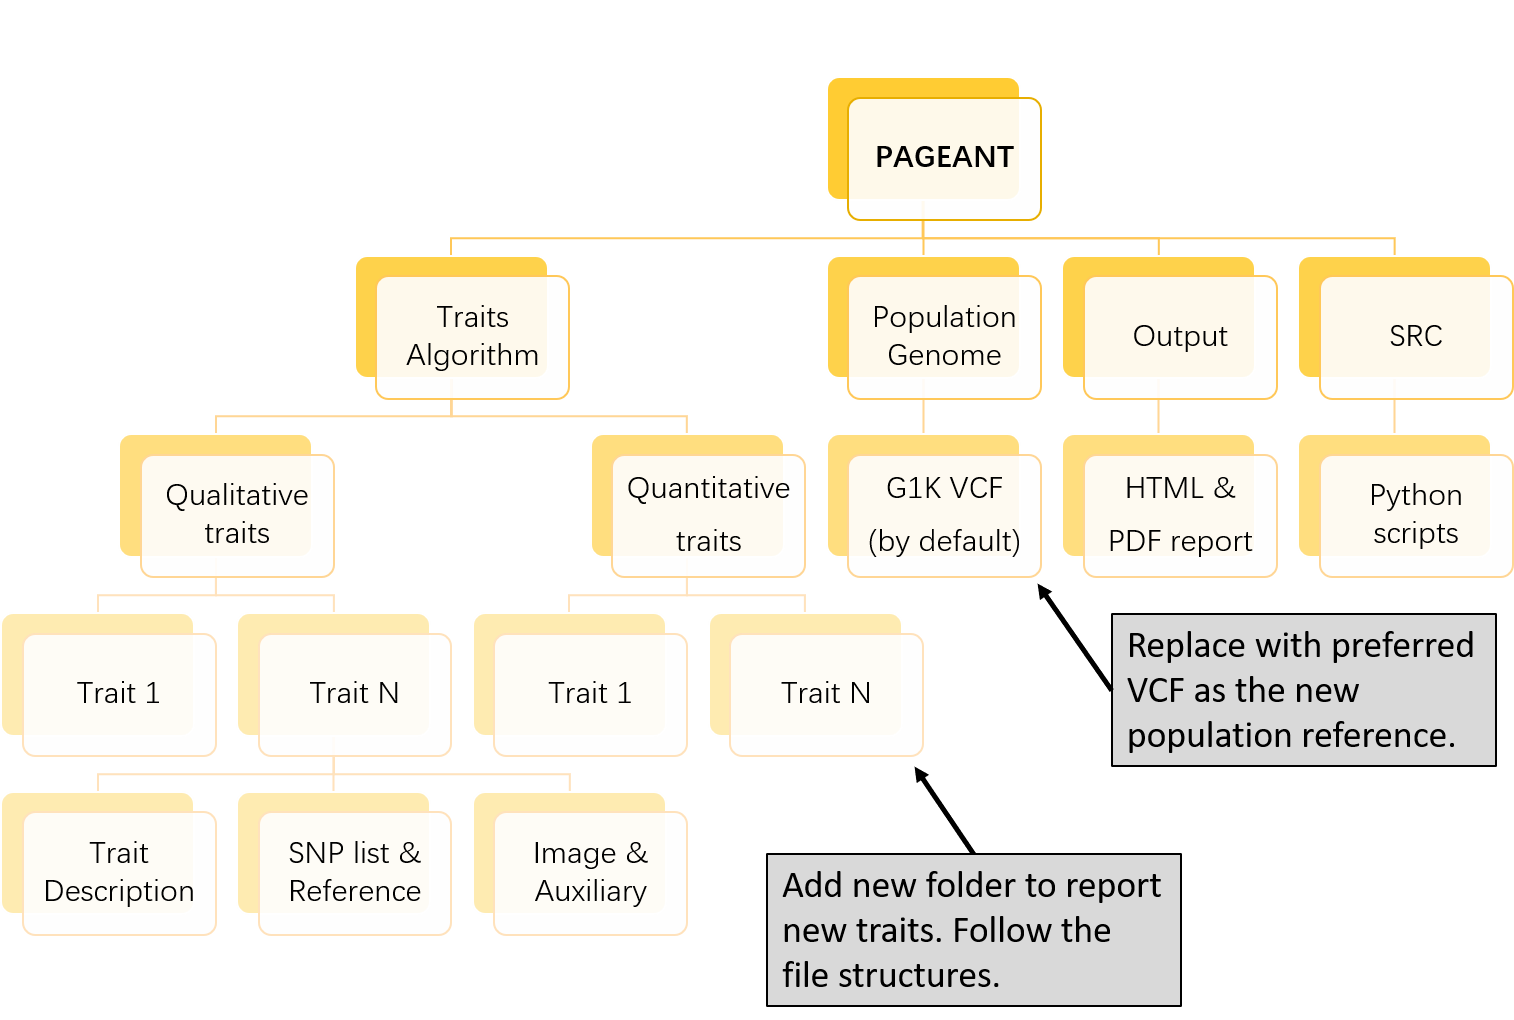 PAGEANT
Traits
Algorithm
Population
Genome
Output
SRC
Qualitative
traits
Quantitative
traits
G1K VCF
(by default)
HTML &
PDF report
Python
scripts
Trait 1
Trait N
Trait 1
Trait N
Replace with preferred
VCF as the new
population reference.
Trait
Description
SNP list &
Reference
Image &
Auxiliary
Add new folder to report
new traits. Follow the
file structures.